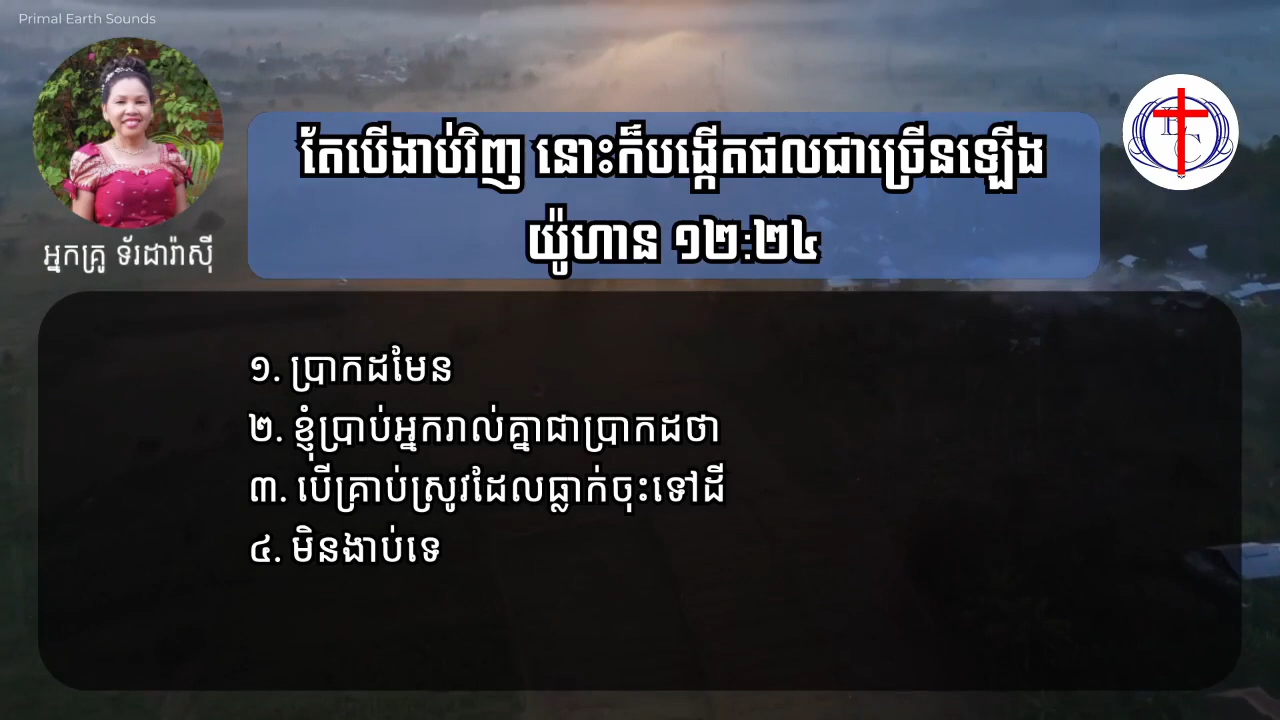 Primal Earth Sounds
តែបើងាប់វិញ នោះក៏បង្កើតផលជាច្រើនឡើង
យ៉ូហាន ១២:២៤
អ្នកគ្រូ ទ័រដារ៉ាស៊ី
១. ប្រាកដមែន
២. ខ្ញុំប្រាប់អ្នករាល់គ្នាជាប្រាកដថា
៣. បើគ្រាប់ស្រូវដែលធ្លាក់ចុះទៅដី
៤. មិនងាប់ទេ